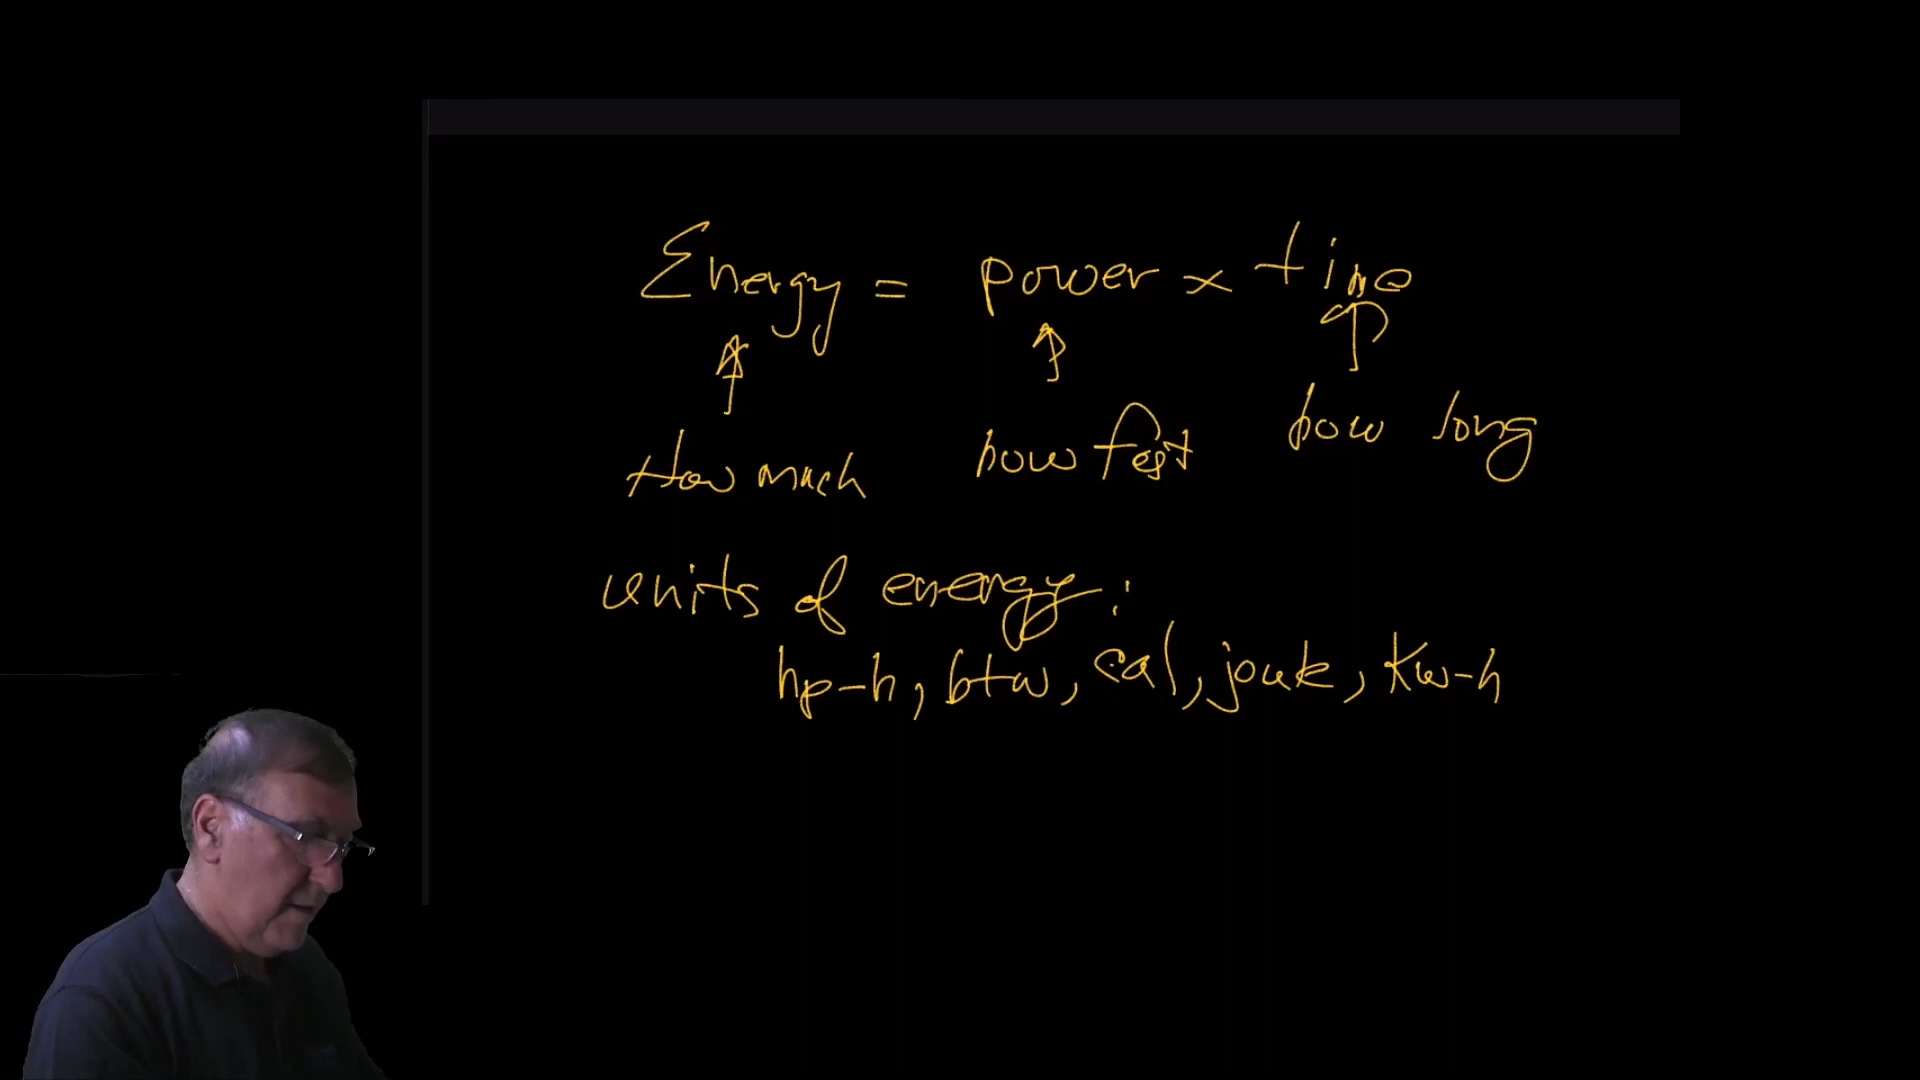 Energy = power × time
How much how fast how long
units of energy:
hp-h, btu, cal, joule, Kw-h